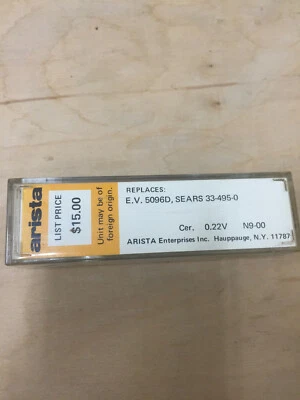 arista
LIST PRICE
$15.00
Unit may be of
foreign origin.
REPLACES:
E.V. 5096D, SEARS 33-495-0
Cer. 0.22V N9-00
ARISTA Enterprises Inc. Hauppauge, N.Y. 11787